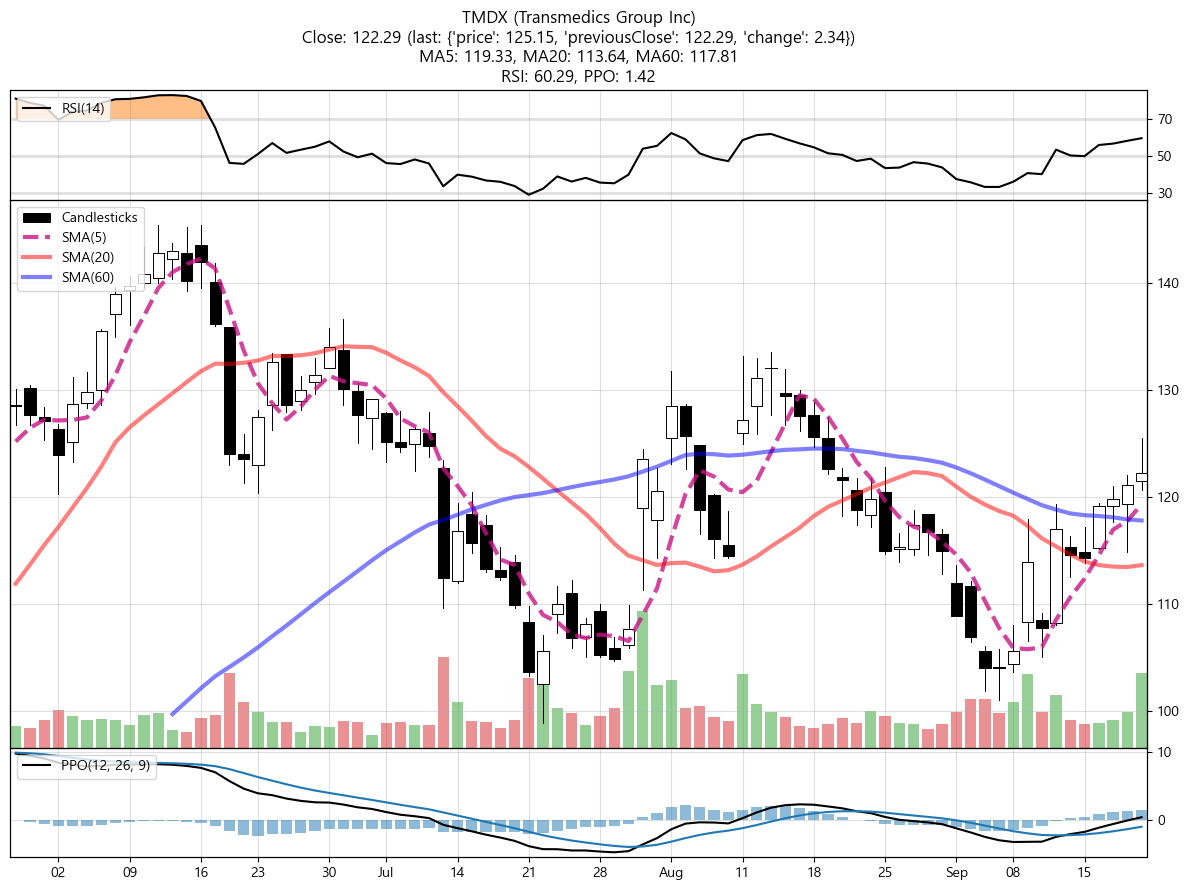 TMDX (Transmedics Group Inc)
Close: 122.29 (last: {'price': 125.15, 'previousClose': 122.29, 'change': 2.34})
MA5: 119.33, MA20: 113.64, MA60: 117.81
RSI: 60.29, PPO: 1.42
RSI(14)
70
50
30
Candlesticks
SMA(5)
SMA(20)
SMA(60)
140
130
120
110
100
PPO(12, 26, 9)
10
0
02 09 16 23 30 Jul 14 21 28 Aug 11 18 25 Sep 08 15